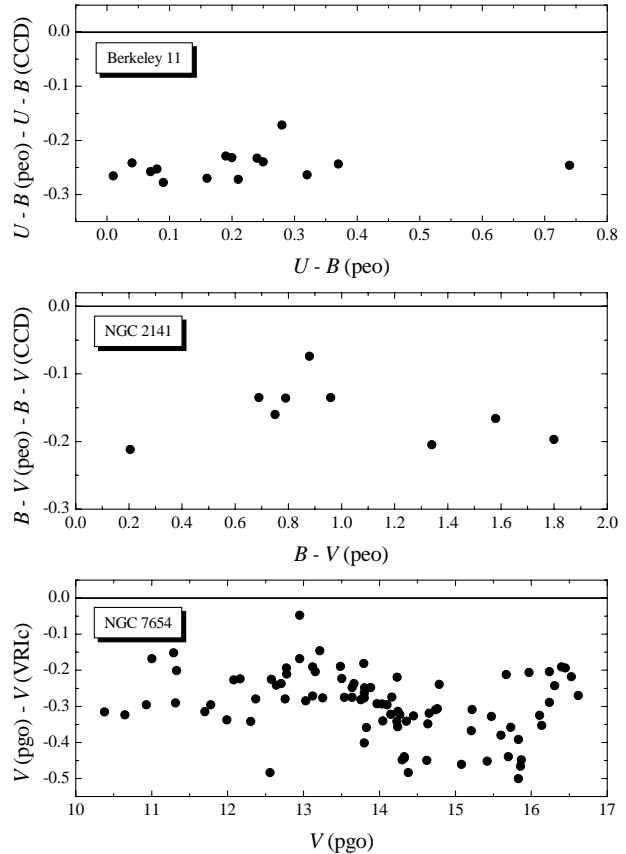 0.0
-0.1
-0.2
-0.3
U - B (peo) - U - B (CCD)
Berkeley 11
0.0 0.1 0.2 0.3 0.4 0.5 0.6 0.7 0.8
U - B (peo)
0.0
-0.1
-0.2
-0.3
B - V (peo) - B - V (CCD)
NGC 2141
0.0 0.2 0.4 0.6 0.8 1.0 1.2 1.4 1.6 1.8 2.0
B - V (peo)
0.0
-0.1
-0.2
-0.3
-0.4
-0.5
V (pgo) - V (VRIc)
NGC 7654
10 11 12 13 14 15 16 17
V (pgo)